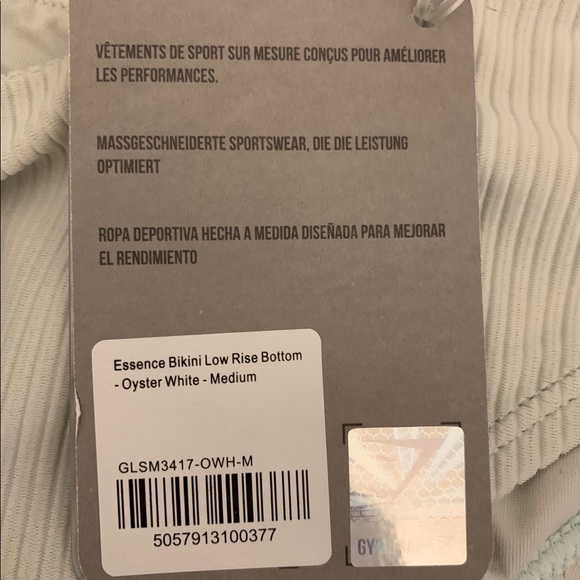 VÊTEMENTS DE SPORT SUR MESURE CONÇUS POUR AMÉLIORER
LES PERFORMANCES.
MASSGESCHNEIDERTE SPORTSWEAR, DIE DIE LEISTUNG
OPTIMIERT
ROPA DEPORTIVA HECHA A MEDIDA DISEÑADA PARA MEJORAR
EL RENDIMIENTO
Essence Bikini Low Rise Bottom
- Oyster White - Medium
GLSM3417-OWH-M
5057913100377